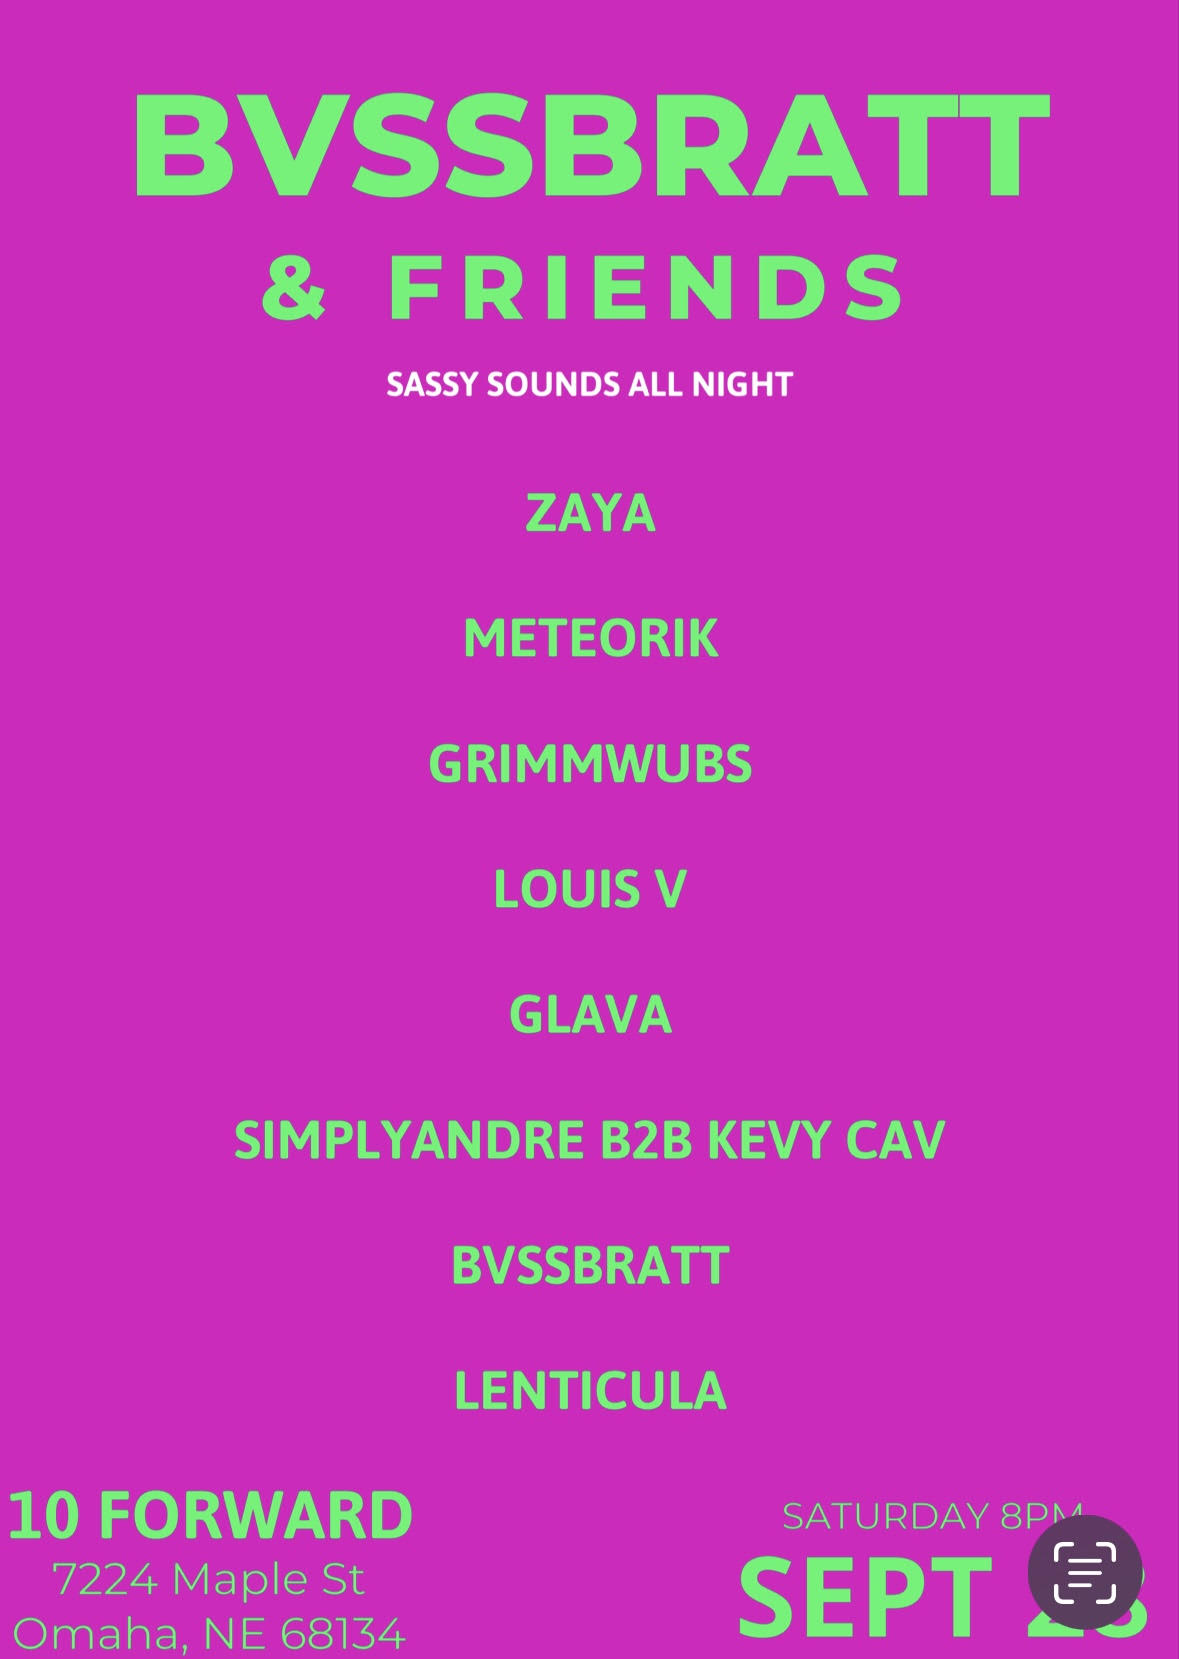 BVSSBRATT
& FRIENDS
SASSY SOUNDS ALL NIGHT
ZAYA
METEORIK
GRIMMWUBS
LOUIS V
GLAVA
SIMPLYANDRE B2B KEVY CAV
BVSSBRATT
LENTICULA
10 FORWARD
7224 Maple St
Omaha, NE 68134
SATURDAY 8PM
SEPT